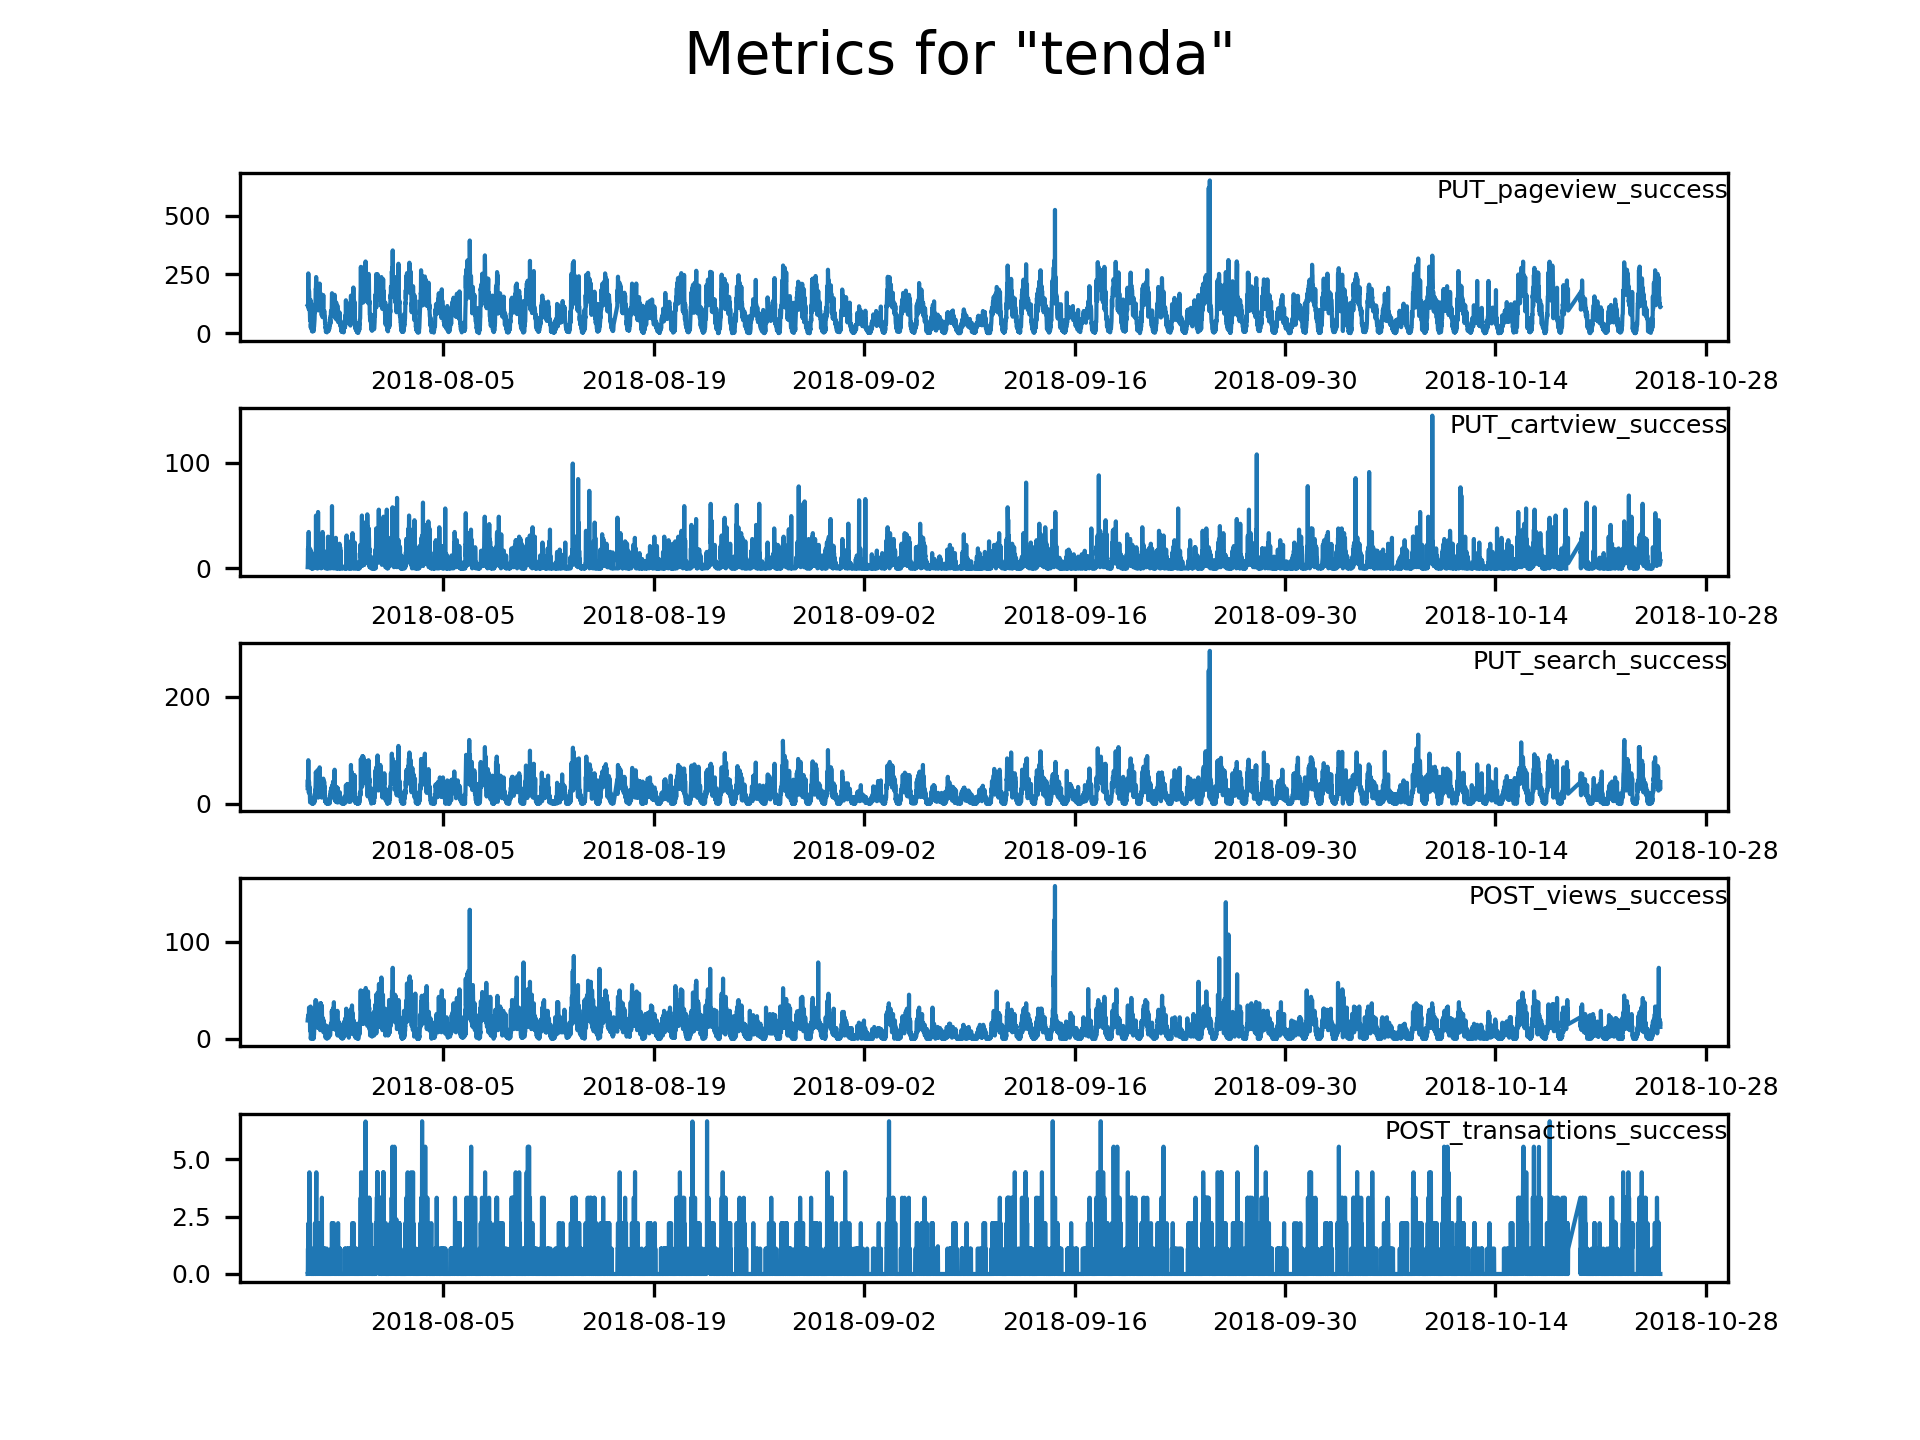 Metrics for "tenda"
PUT_pageview_success
500
250
0
2018-08-05 2018-08-19 2018-09-02 2018-09-16 2018-09-30 2018-10-14 2018-10-28
PUT_cartview_success
100
0
2018-08-05 2018-08-19 2018-09-02 2018-09-16 2018-09-30 2018-10-14 2018-10-28
PUT_search_success
200
0
2018-08-05 2018-08-19 2018-09-02 2018-09-16 2018-09-30 2018-10-14 2018-10-28
POST_views_success
100
0
2018-08-05 2018-08-19 2018-09-02 2018-09-16 2018-09-30 2018-10-14 2018-10-28
POST_transactions_success
5.0
2.5
0.0
2018-08-05 2018-08-19 2018-09-02 2018-09-16 2018-09-30 2018-10-14 2018-10-28